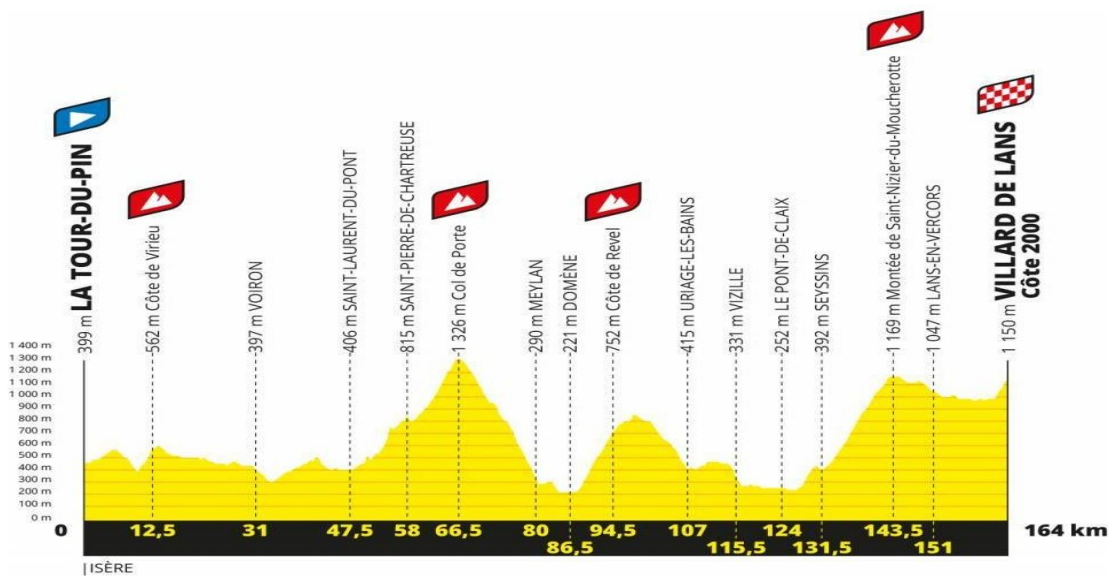 LA TOUR-DU-PIN
399 m
562 m Côte de Virieu
397 m VOIRON
406 m SAINT-LAURENT-DU-PONT
815 m SAINT-PIERRE-DE-CHARTREUSE
1 326 m Col de Porte
290 m MEYLAN
221 m DOMÈNE
752 m Côte de Revel
415 m URIAGE-LES-BAINS
331 m VIZILLE
252 m LE PONT-DE-CLAIX
392 m SEYSSINS
1 169 m Montée de Saint-Nizier-du-Moucherotte
1 047 m LANS-EN-VERCORS
1 150 m
VILLARD DE LANS
Côte 2000
1 400 m
1 300 m
1 200 m
1 100 m
1 000 m
900 m
800 m
700 m
600 m
500 m
400 m
300 m
200 m
100 m
0 m
0 12,5 31 47,5 58 66,5 80 94,5 107 124 143,5 164 km
86,5 115,5 131,5 151
ISÈRE